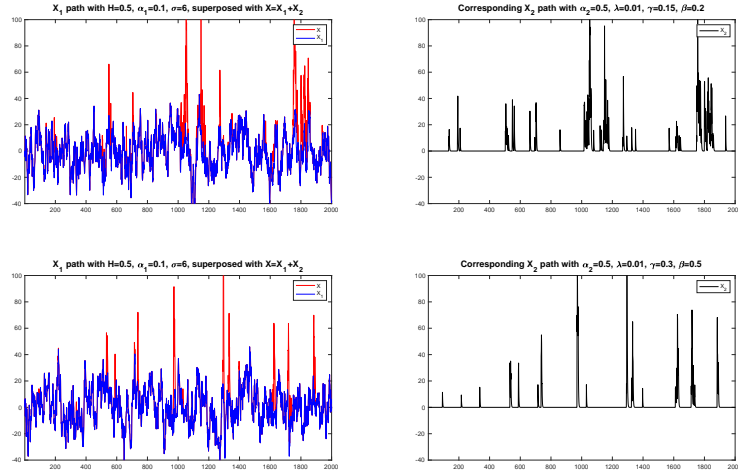 X₁ path with H=0.5, α₁=0.1, σ=6, superposed with X=X₁+X₂
Corresponding X₂ path with α₂=0.5, λ=0.01, γ=0.15, β=0.2
100
80
60
40
20
0
-20
-40
200 400 600 800 1000 1200 1400 1600 1800 2000
X
X₁
100
80
60
40
20
0
-20
-40
200 400 600 800 1000 1200 1400 1600 1800 2000
X₂
X₁ path with H=0.5, α₁=0.1, σ=6, superposed with X=X₁+X₂
Corresponding X₂ path with α₂=0.5, λ=0.01, γ=0.3, β=0.5
100
80
60
40
20
0
-20
-40
200 400 600 800 1000 1200 1400 1600 1800 2000
X
X₁
100
80
60
40
20
0
-20
-40
200 400 600 800 1000 1200 1400 1600 1800 2000
X₂